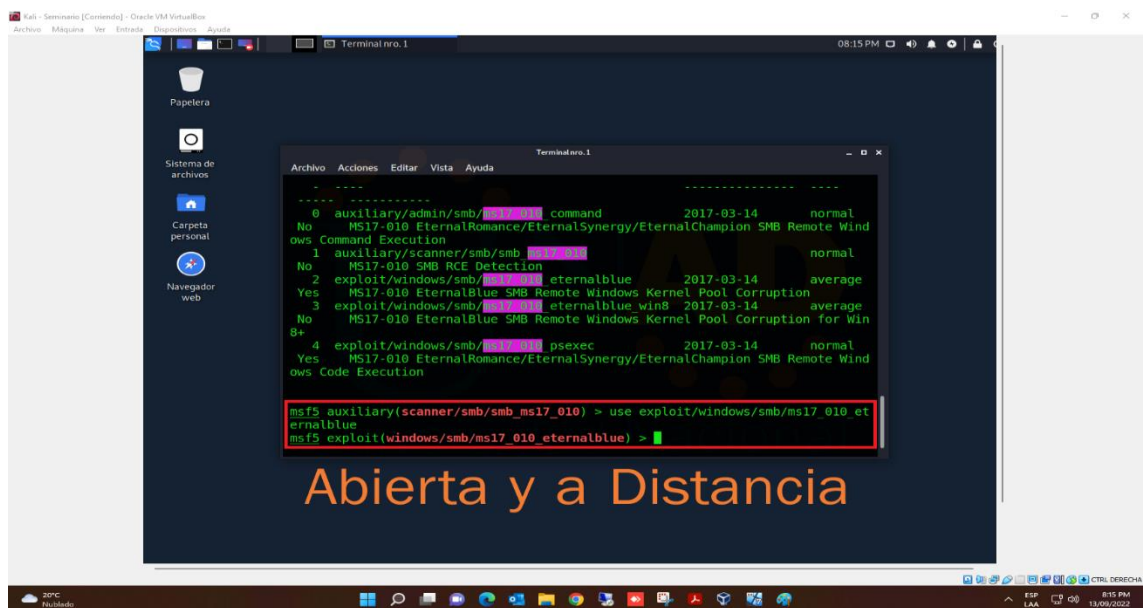 Kali - Seminario [Corriendo] - Oracle VM VirtualBox
Archivo Máquina Ver Entrada Dispositivos Ayuda
Terminal nro. 1
08:15 PM
Papelera
Sistema de
archivos
Carpeta
personal
Navegador
web
Terminal nro. 1
Archivo Acciones Editar Vista Ayuda
- ---- --------------- ----
----- -----------
0 auxiliary/admin/smb/ms17_010_command 2017-03-14 normal
No MS17-010 EternalRomance/EternalSynergy/EternalChampion SMB Remote Wind
ows Command Execution
1 auxiliary/scanner/smb/smb_ms17_010 normal
No MS17-010 SMB RCE Detection
2 exploit/windows/smb/ms17_010_eternalblue 2017-03-14 average
Yes MS17-010 EternalBlue SMB Remote Windows Kernel Pool Corruption
3 exploit/windows/smb/ms17_010_eternalblue_win8 2017-03-14 average
No MS17-010 EternalBlue SMB Remote Windows Kernel Pool Corruption for Win
8+
4 exploit/windows/smb/ms17_010_psexec 2017-03-14 normal
Yes MS17-010 EternalRomance/EternalSynergy/EternalChampion SMB Remote Wind
ows Code Execution
msf5 auxiliary(scanner/smb/smb_ms17_010) > use exploit/windows/smb/ms17_010_et
ernalblue
msf5 exploit(windows/smb/ms17_010_eternalblue) >
Abierta y a Distancia
CTRL DERECHA
20°C
Nublado
ESP
LAA
8:15 PM
13/09/2022